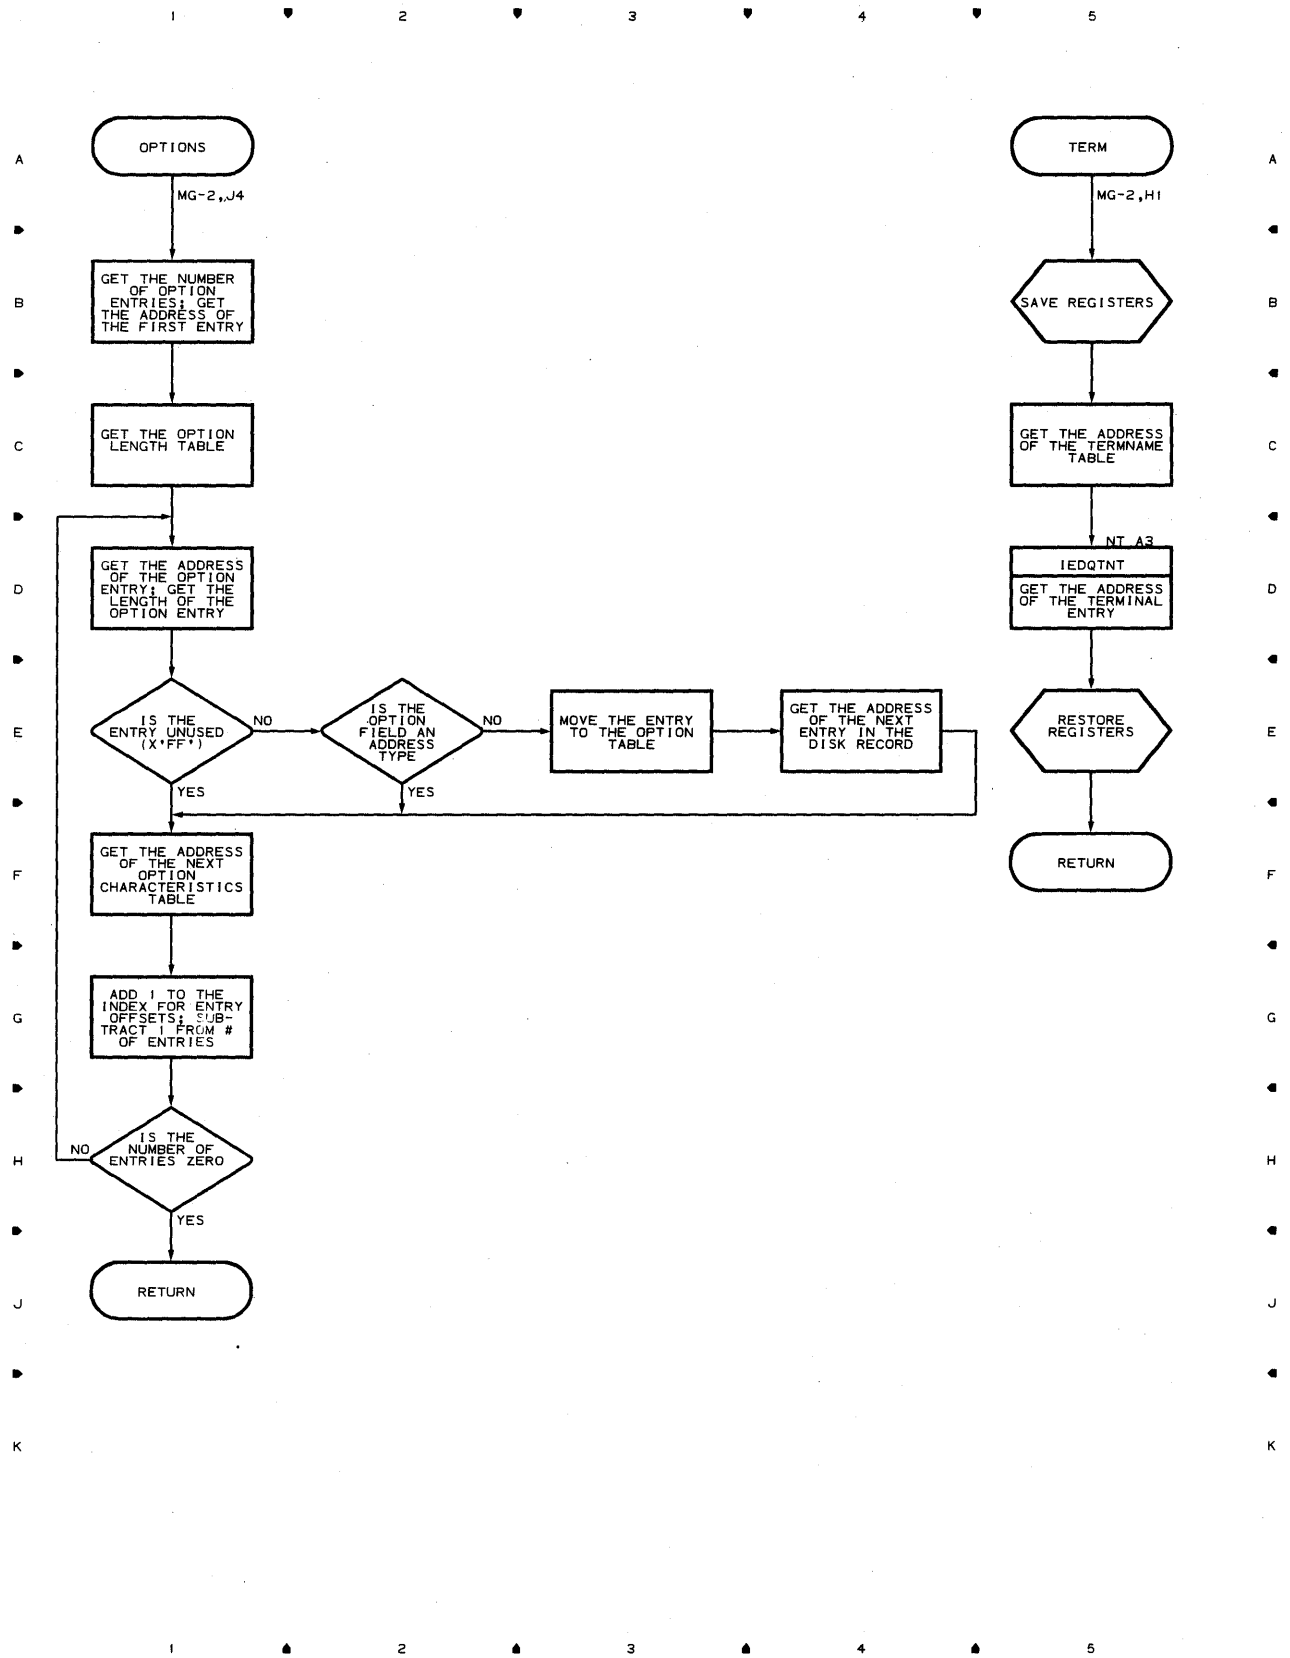 1 2 3 4 5
OPTIONS
TERM
A
A
MG-2,J4
MG-2,H1
GET THE NUMBER
OF OPTION
ENTRIES; GET
THE ADDRESS OF
THE FIRST ENTRY
SAVE REGISTERS
B
B
GET THE OPTION
LENGTH TABLE
GET THE ADDRESS
OF THE TERMNAME
TABLE
C
C
NT A3
IEDQTNT
GET THE ADDRESS
OF THE TERMINAL
ENTRY
GET THE ADDRESS
OF THE OPTION
ENTRY; GET THE
LENGTH OF THE
OPTION ENTRY
D
D
IS THE
ENTRY UNUSED
(X'FF')
NO
YES
IS THE
OPTION
FIELD AN
ADDRESS
TYPE
NO
YES
MOVE THE ENTRY
TO THE OPTION
TABLE
GET THE ADDRESS
OF THE NEXT
ENTRY IN THE
DISK RECORD
RESTORE
REGISTERS
E
E
GET THE ADDRESS
OF THE NEXT
OPTION
CHARACTERISTICS
TABLE
RETURN
F
F
ADD 1 TO THE
INDEX FOR ENTRY
OFFSETS; SUB-
TRACT 1 FROM #
OF ENTRIES
G
G
IS THE
NUMBER OF
ENTRIES ZERO
NO
YES
H
H
RETURN
J
J
K
K
1 2 3 4 5